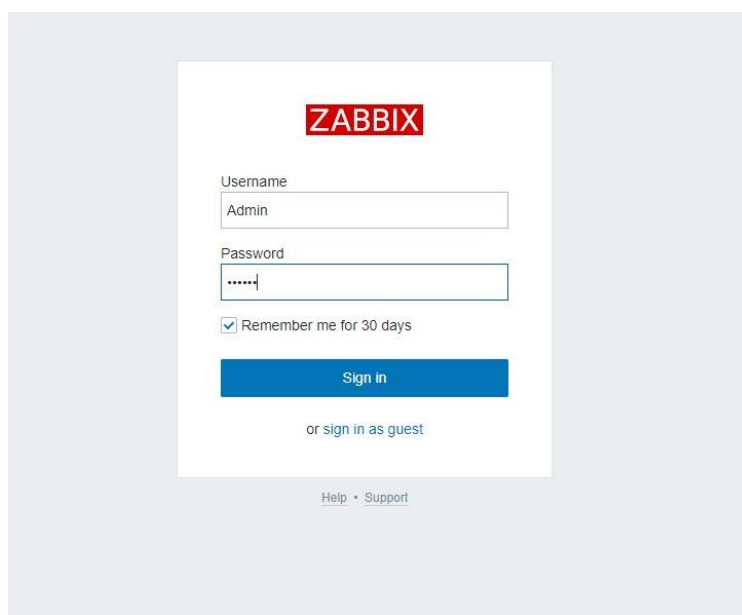 ZABBIX
Username
Admin
Password
••••••
Remember me for 30 days
Sign in
or sign in as guest
Help • Support